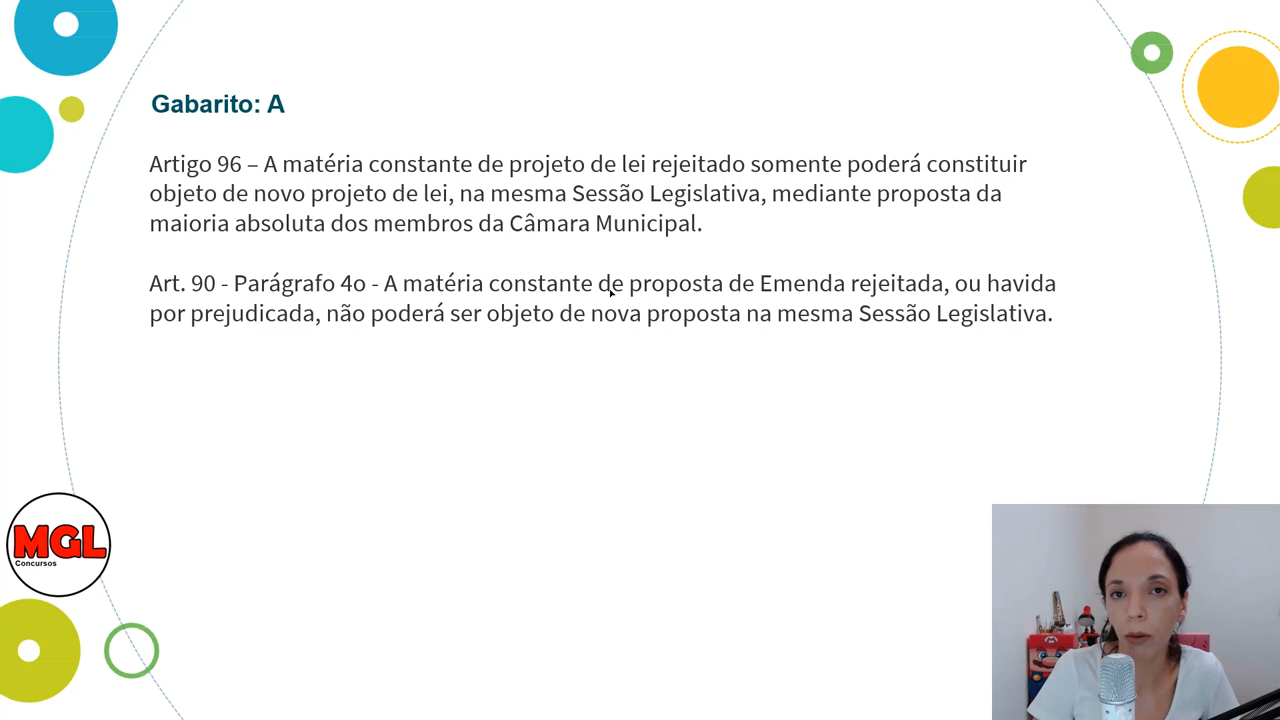 Gabarito: A
Artigo 96 – A matéria constante de projeto de lei rejeitado somente poderá constituir
objeto de novo projeto de lei, na mesma Sessão Legislativa, mediante proposta da
maioria absoluta dos membros da Câmara Municipal.
Art. 90 - Parágrafo 4o - A matéria constante de proposta de Emenda rejeitada, ou havida
por prejudicada, não poderá ser objeto de nova proposta na mesma Sessão Legislativa.
MGL
Concursos